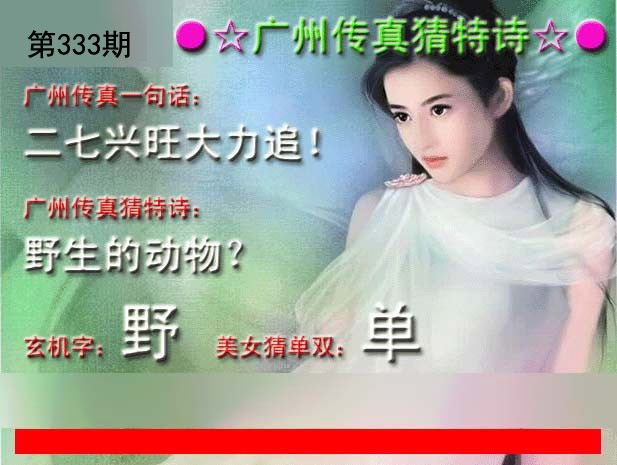 第333期
●☆广州传真猜特诗☆●
广州传真一句话：
二七兴旺大力追！
广州传真猜特诗：
野生的动物？
玄机字：野 美女猜单双：单